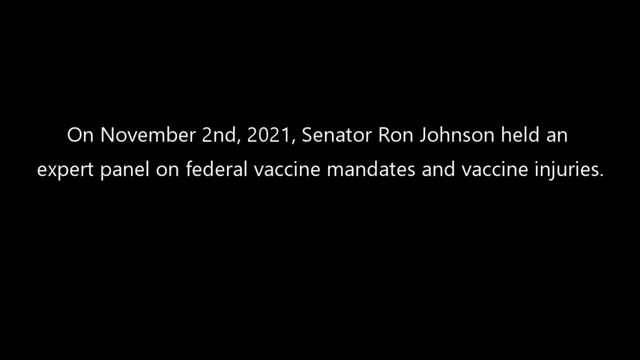 On November 2nd, 2021, Senator Ron Johnson held an
expert panel on federal vaccine mandates and vaccine injuries.